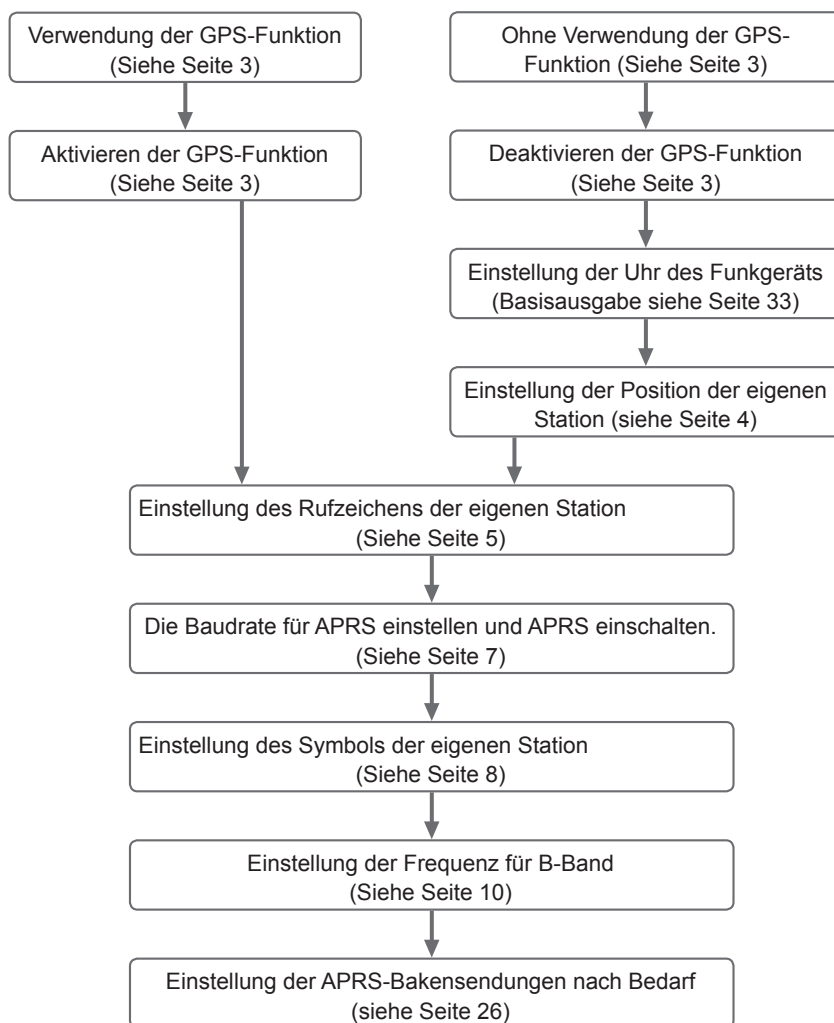 Verwendung der GPS-Funktion
(Siehe Seite 3)
Ohne Verwendung der GPS-
Funktion (Siehe Seite 3)
Aktivieren der GPS-Funktion
(Siehe Seite 3)
Deaktivieren der GPS-Funktion
(Siehe Seite 3)
Einstellung der Uhr des Funkgeräts
(Basisausgabe siehe Seite 33)
Einstellung der Position der eigenen
Station (siehe Seite 4)
Einstellung des Rufzeichens der eigenen Station
(Siehe Seite 5)
Die Baudrate für APRS einstellen und APRS einschalten.
(Siehe Seite 7)
Einstellung des Symbols der eigenen Station
(Siehe Seite 8)
Einstellung der Frequenz für B-Band
(Siehe Seite 10)
Einstellung der APRS-Bakensendungen nach Bedarf
(siehe Seite 26)